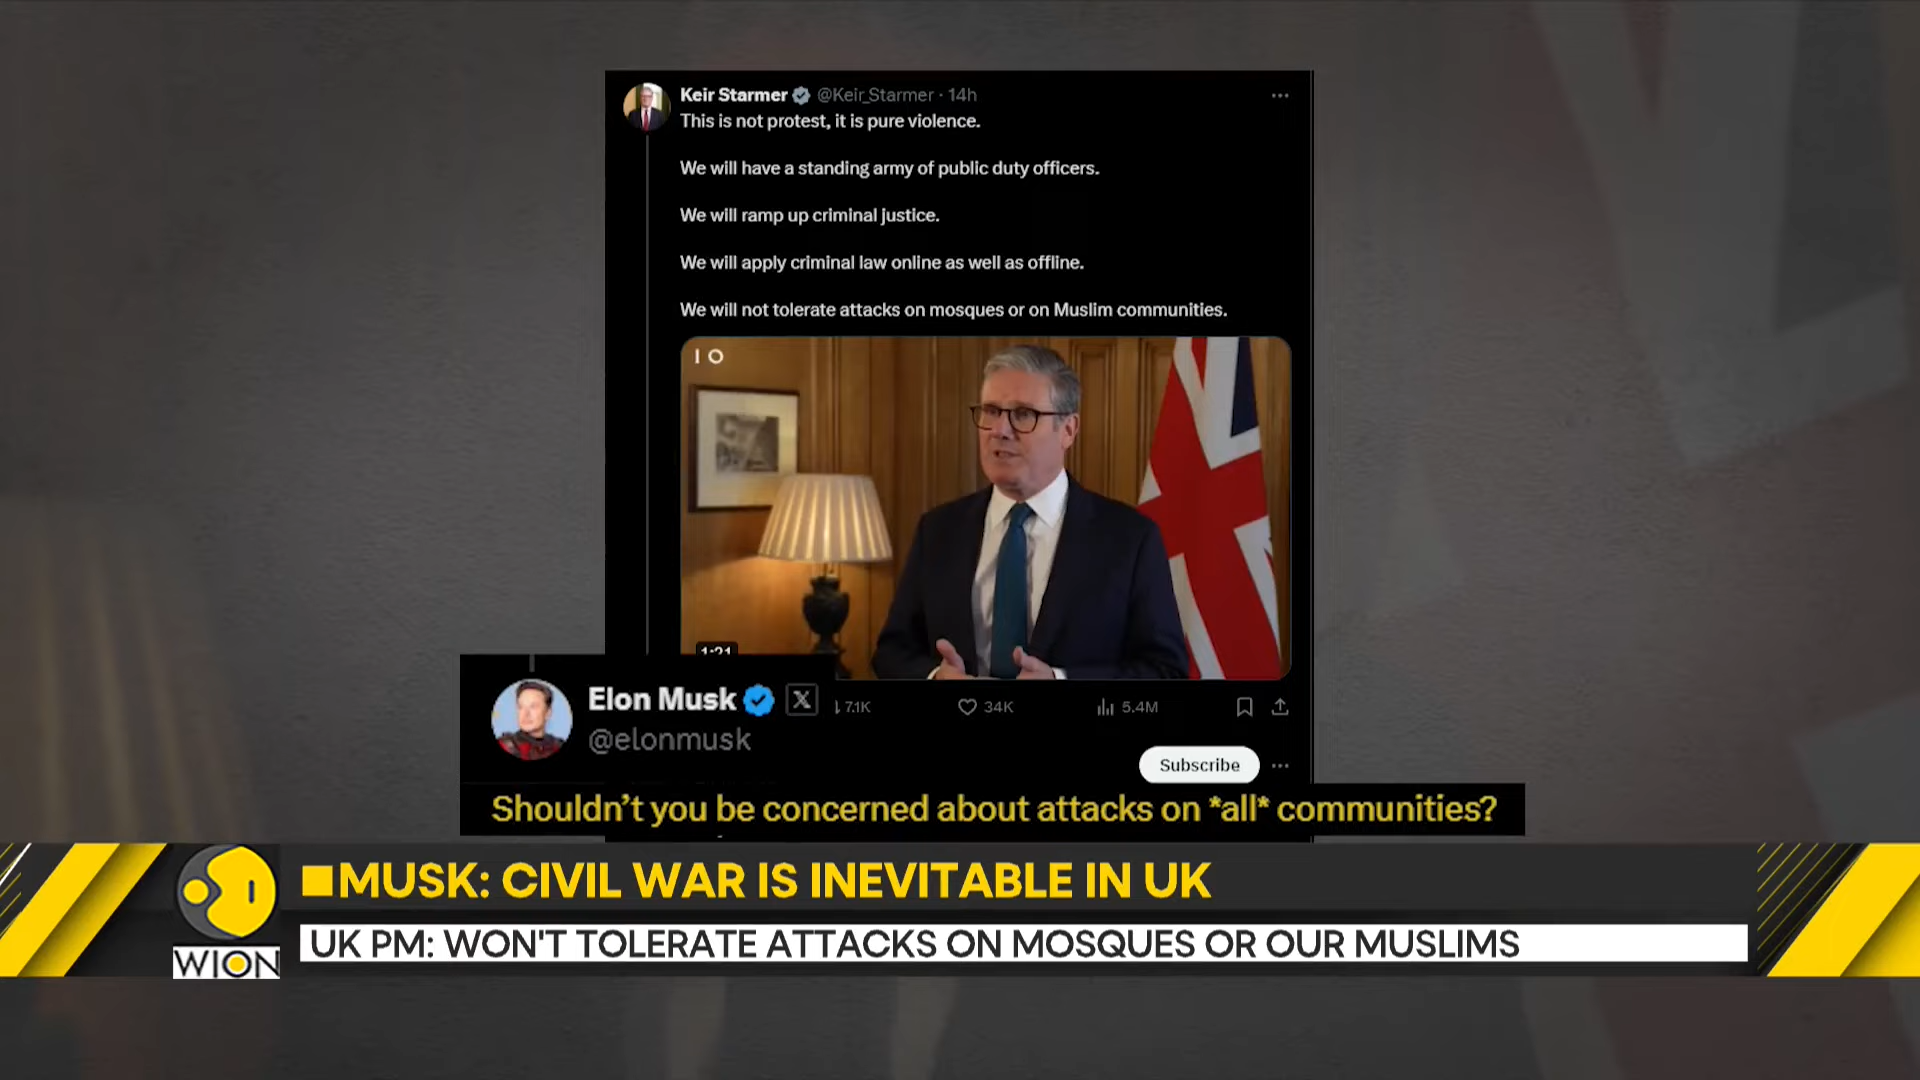 Keir Starmer @Keir_Starmer · 14h
This is not protest, it is pure violence.
We will have a standing army of public duty officers.
We will ramp up criminal justice.
We will apply criminal law online as well as offline.
We will not tolerate attacks on mosques or on Muslim communities.
1:21
7.1K 34K 5.4M
Elon Musk X
@elonmusk
Subscribe
Shouldn't you be concerned about attacks on *all* communities?
MUSK: CIVIL WAR IS INEVITABLE IN UK
UK PM: WON'T TOLERATE ATTACKS ON MOSQUES OR OUR MUSLIMS
WION